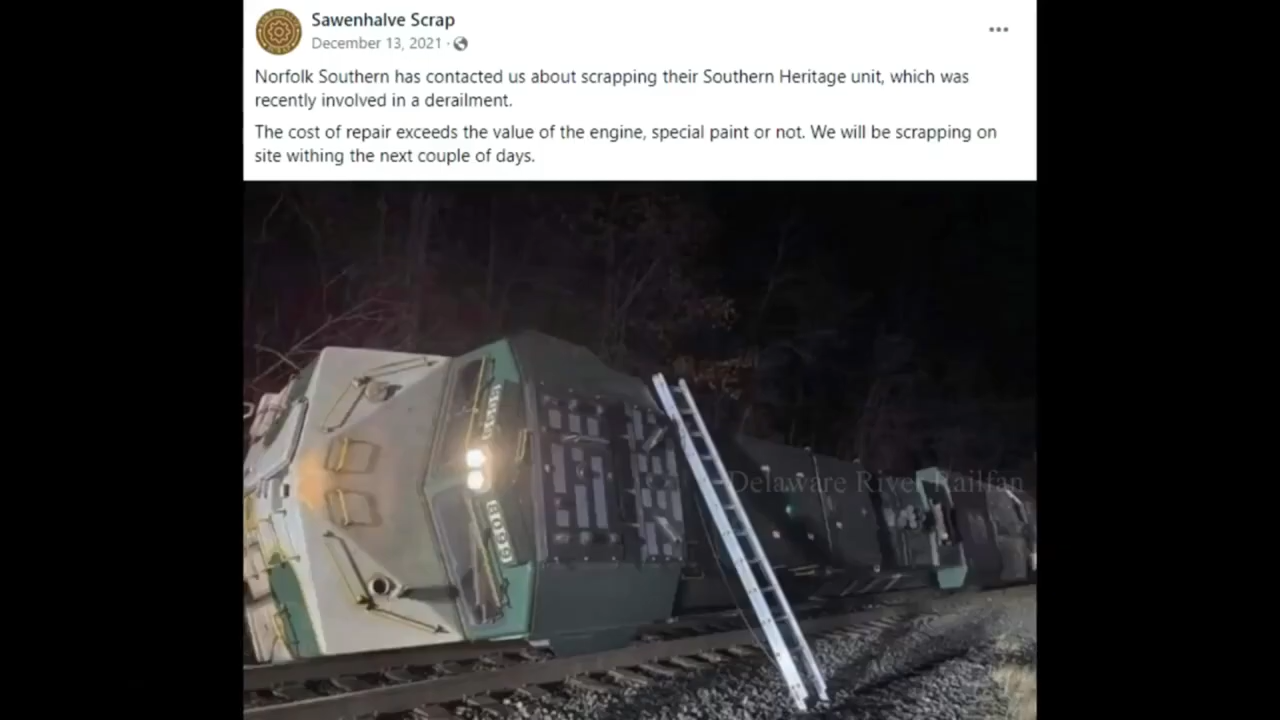 Sawenhalve Scrap
December 13, 2021 ·
Norfolk Southern has contacted us about scrapping their Southern Heritage unit, which was
recently involved in a derailment.
The cost of repair exceeds the value of the engine, special paint or not. We will be scrapping on
site withing the next couple of days.
8099
Delaware River Railfan